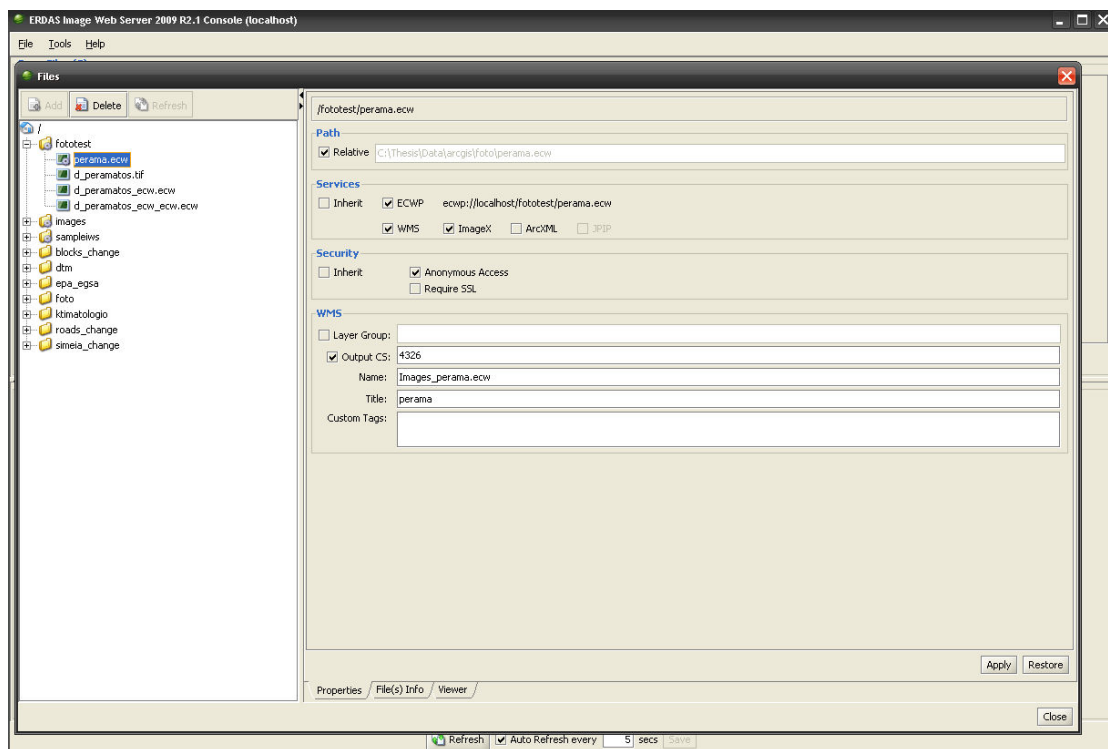 ERDAS Image Web Server 2009 R2.1 Console (localhost)
File Tools Help
Files
Add Delete Refresh
/
fototest
perama.ecw
d_peramatos.tif
d_peramatos_ecw.ecw
d_peramatos_ecw_ecw.ecw
images
sampleiws
blocks_change
dtm
epa_egsa
foto
ktimatologio
roads_change
simeia_change
/fototest/perama.ecw
Path
Relative C:\Thesis\Data\arcgis\foto\perama.ecw
Services
Inherit ECWP ecwp://localhost/fototest/perama.ecw
WMS ImageX ArcXML JPIP
Security
Inherit Anonymous Access
Require SSL
WMS
Layer Group:
Output CS: 4326
Name: Images_perama.ecw
Title: perama
Custom Tags:
Apply Restore
Properties File(s) Info Viewer
Close
Refresh Auto Refresh every 5 secs Save